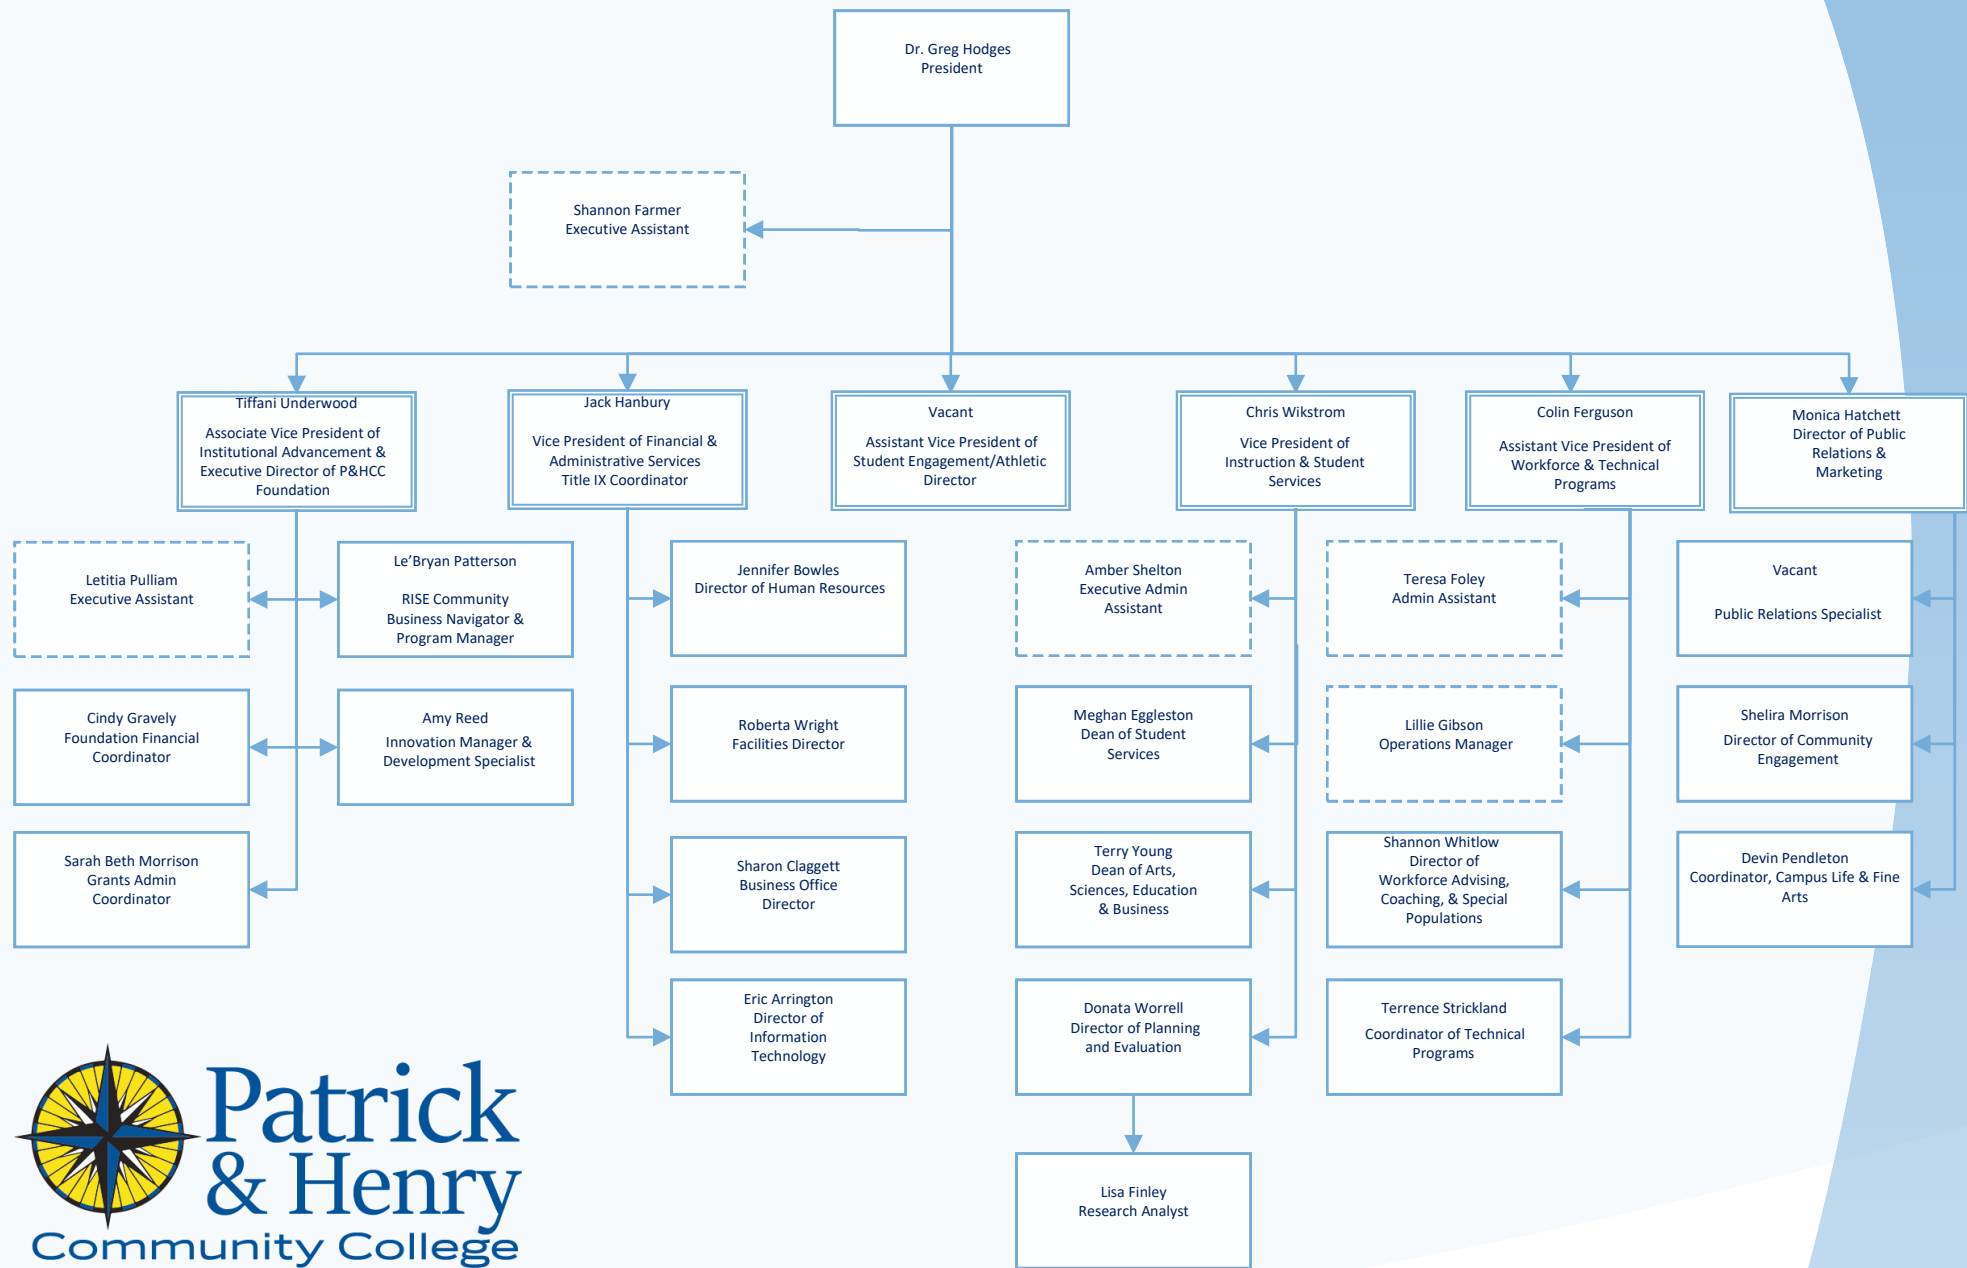 Dr. Greg Hodges
President
Shannon Farmer
Executive Assistant
Tiffani Underwood
Associate Vice President of
Institutional Advancement &
Executive Director of P&HCC
Foundation
Jack Hanbury
Vice President of Financial &
Administrative Services
Title IX Coordinator
Vacant
Assistant Vice President of
Student Engagement/Athletic
Director
Chris Wikstrom
Vice President of
Instruction & Student
Services
Colin Ferguson
Assistant Vice President of
Workforce & Technical
Programs
Monica Hatchett
Director of Public
Relations &
Marketing
Letitia Pulliam
Executive Assistant
Le’Bryan Patterson
RISE Community
Business Navigator &
Program Manager
Jennifer Bowles
Director of Human Resources
Amber Shelton
Executive Admin
Assistant
Teresa Foley
Admin Assistant
Vacant
Public Relations Specialist
Cindy Gravely
Foundation Financial
Coordinator
Amy Reed
Innovation Manager &
Development Specialist
Roberta Wright
Facilities Director
Meghan Eggleston
Dean of Student
Services
Lillie Gibson
Operations Manager
Shelira Morrison
Director of Community
Engagement
Sarah Beth Morrison
Grants Admin
Coordinator
Sharon Claggett
Business Office
Director
Terry Young
Dean of Arts,
Sciences, Education
& Business
Shannon Whitlow
Director of
Workforce Advising,
Coaching, & Special
Populations
Devin Pendleton
Coordinator, Campus Life & Fine
Arts
Eric Arrington
Director of
Information
Technology
Donata Worrell
Director of Planning
and Evaluation
Terrence Strickland
Coordinator of Technical
Programs
Lisa Finley
Research Analyst
Patrick
& Henry
Community College